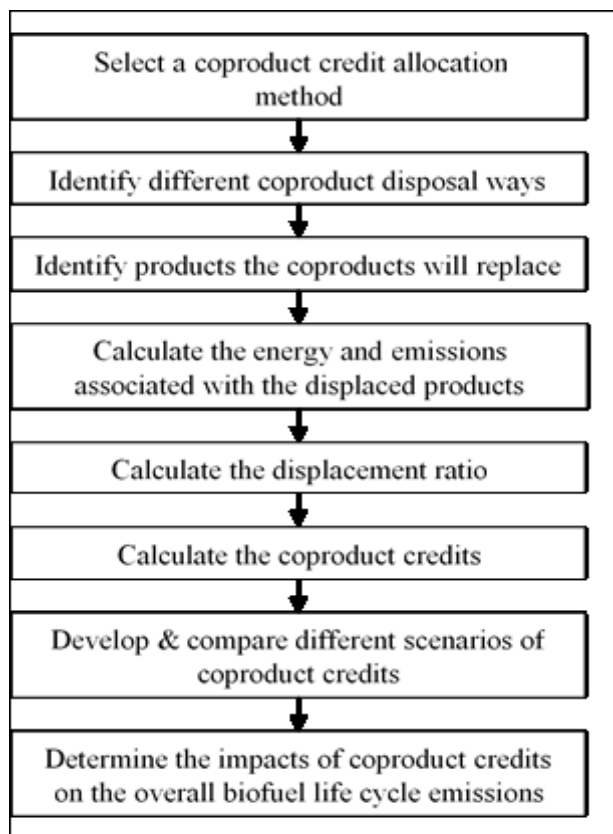 Select a coproduct credit allocation
method
Identify different coproduct disposal ways
Identify products the coproducts will replace
Calculate the energy and emissions
associated with the displaced products
Calculate the displacement ratio
Calculate the coproduct credits
Develop & compare different scenarios of
coproduct credits
Determine the impacts of coproduct credits
on the overall biofuel life cycle emissions